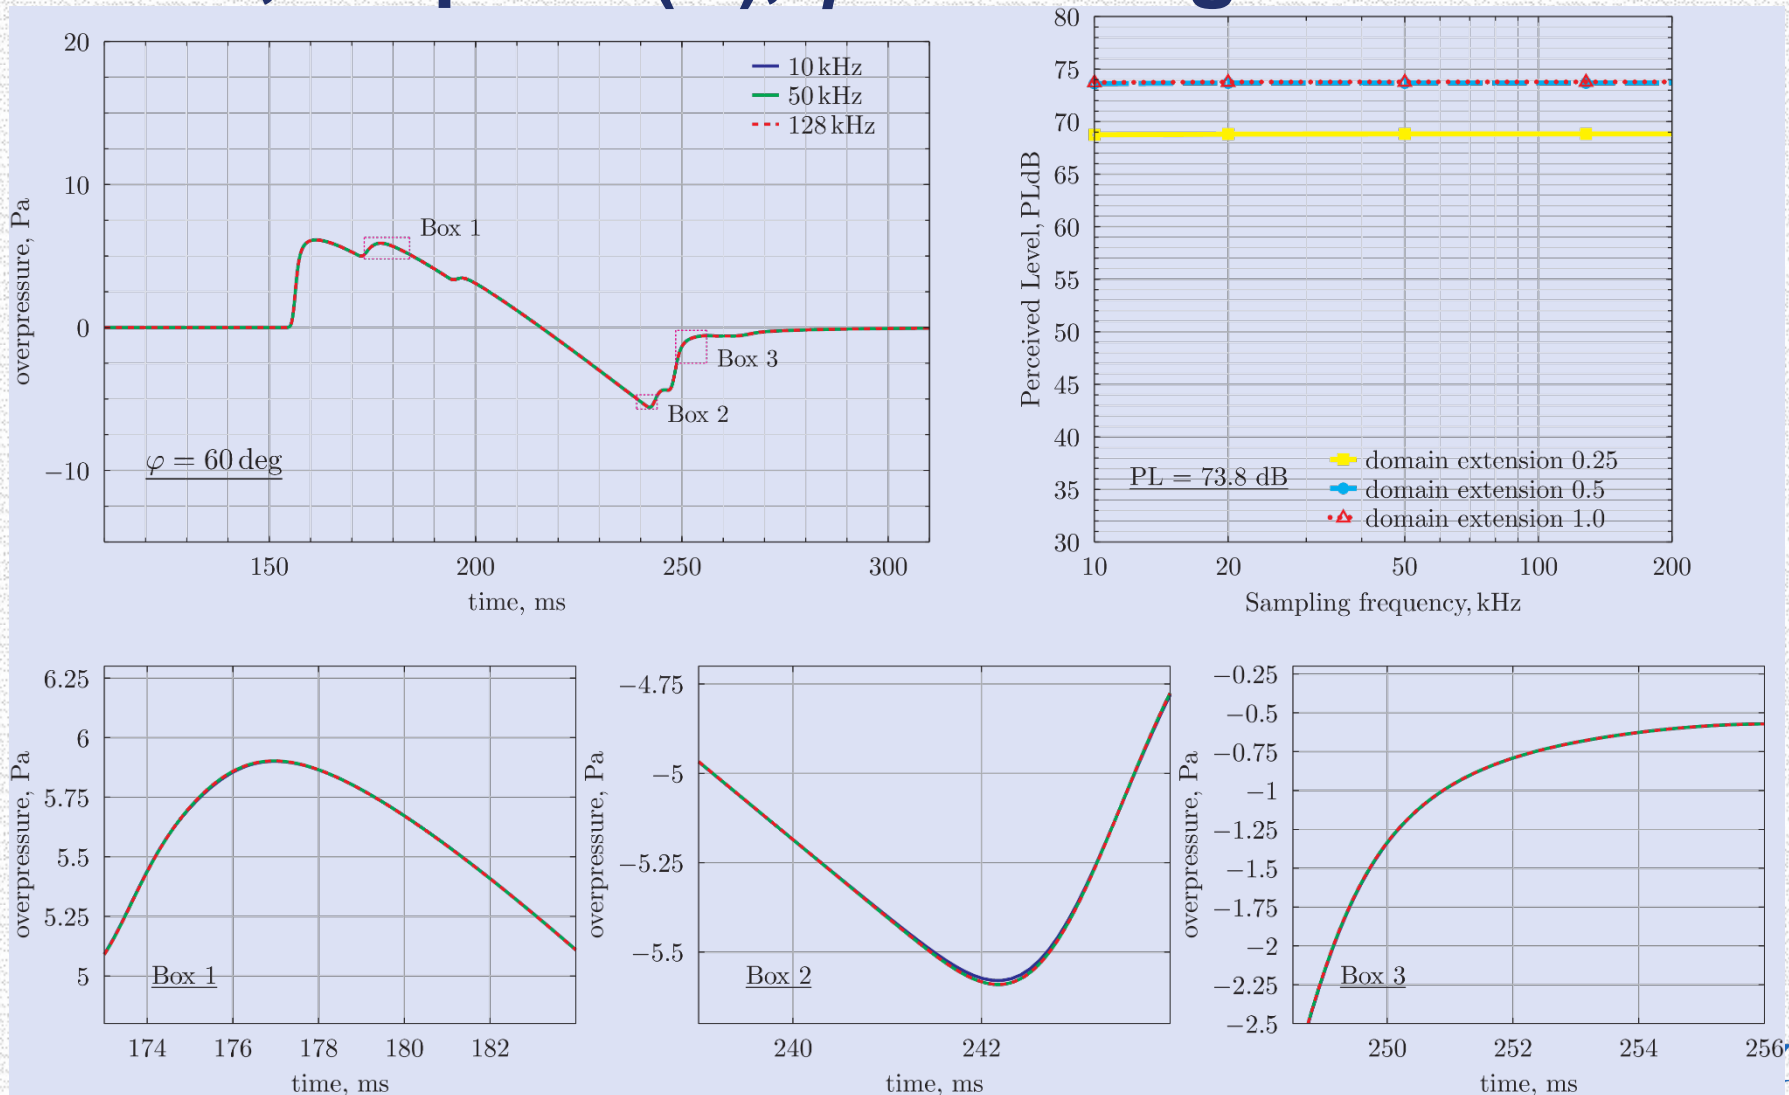 20
10
0
−10
150
200
250
300
overpressure, Pa
time, ms
10 kHz
50 kHz
128 kHz
Box 1
Box 3
Box 2
φ = 60 deg
80
75
70
65
60
55
50
45
40
35
30
10
20
50
100
200
Perceived Level, PLdB
Sampling frequency, kHz
PL = 73.8 dB
domain extension 0.25
domain extension 0.5
domain extension 1.0
6.25
6
5.75
5.5
5.25
5
174
176
178
180
182
overpressure, Pa
time, ms
Box 1
−4.75
−5
−5.25
−5.5
240
242
overpressure, Pa
time, ms
Box 2
−0.25
−0.5
−0.75
−1
−1.25
−1.5
−1.75
−2
−2.25
−2.5
250
252
254
256
overpressure, Pa
time, ms
Box 3